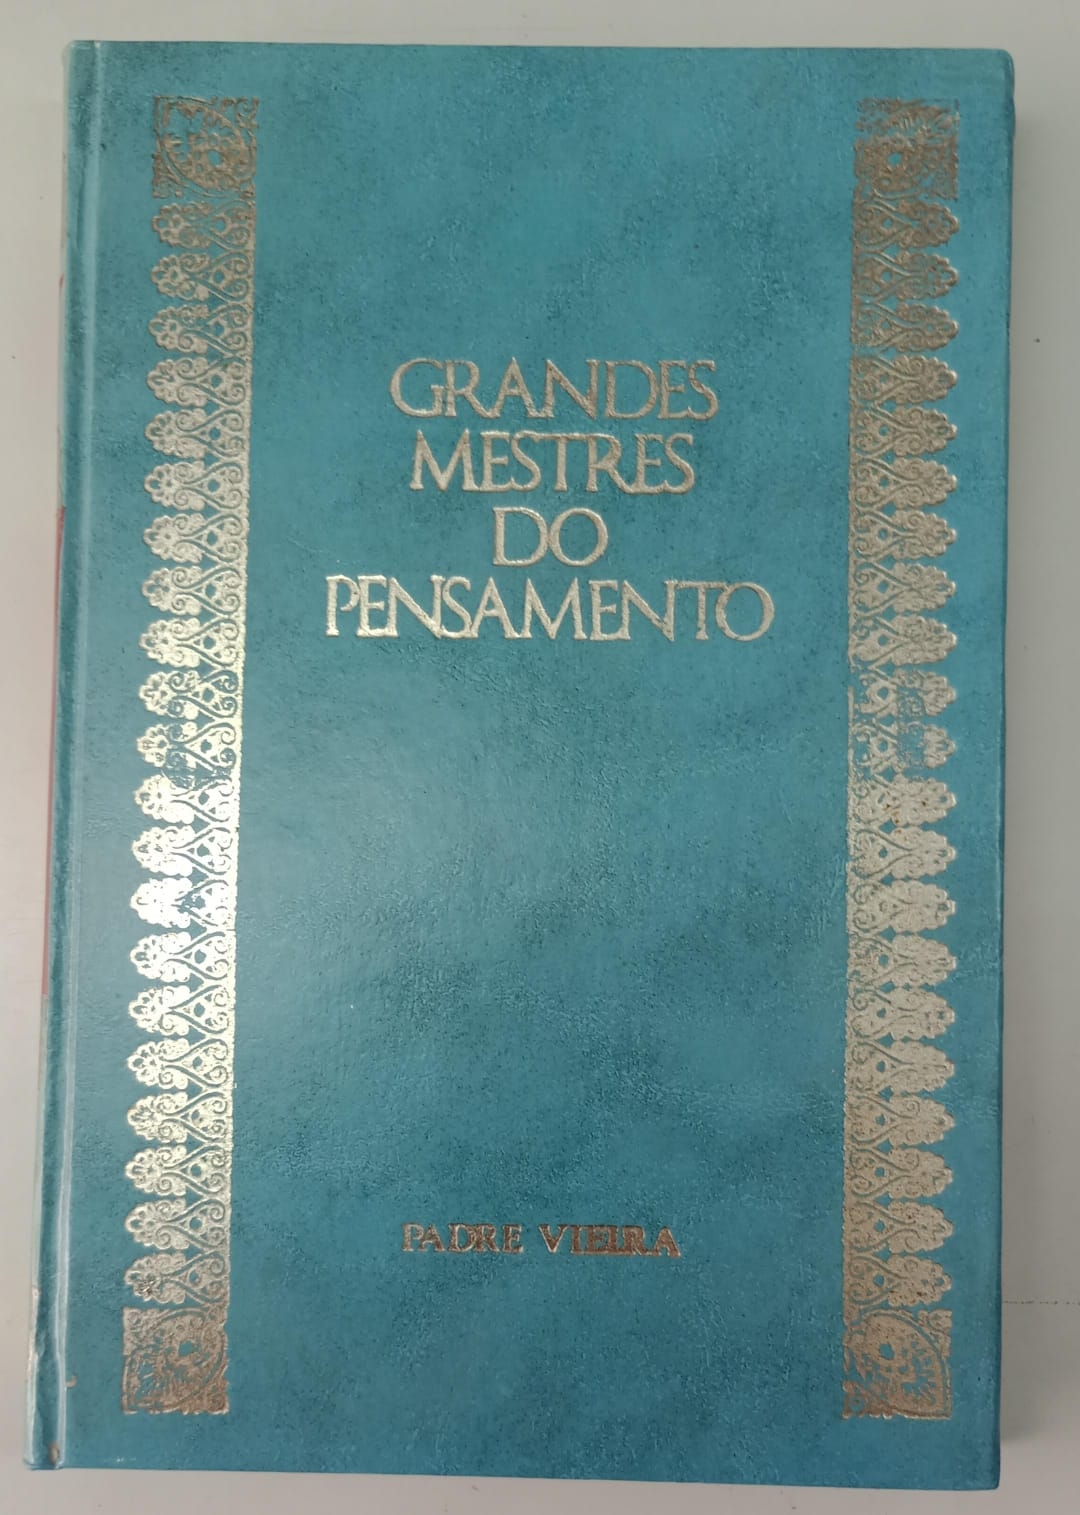 GRANDES
MESTRES
DO
PENSAMENTO
PADRE VIEIRA